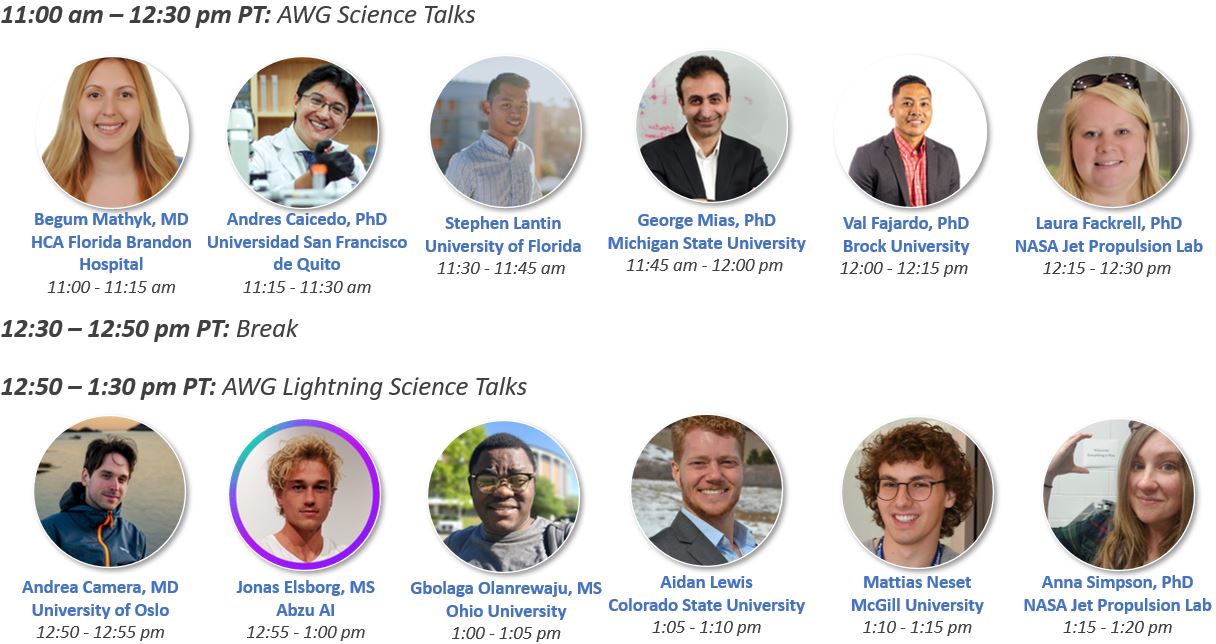 11:00 am – 12:30 pm PT: AWG Science Talks
Begum Mathyk, MD
HCA Florida Brandon
Hospital
11:00 - 11:15 am
Andres Caicedo, PhD
Universidad San Francisco
de Quito
11:15 - 11:30 am
Stephen Lantin
University of Florida
11:30 - 11:45 am
George Mias, PhD
Michigan State University
11:45 am - 12:00 pm
Val Fajardo, PhD
Brock University
12:00 - 12:15 pm
Laura Fackrell, PhD
NASA Jet Propulsion Lab
12:15 - 12:30 pm
12:30 – 12:50 pm PT: Break
12:50 – 1:30 pm PT: AWG Lightning Science Talks
Andrea Camera, MD
University of Oslo
12:50 - 12:55 pm
Jonas Elsborg, MS
Abzu AI
12:55 - 1:00 pm
Gbolaga Olanrewaju, MS
Ohio University
1:00 - 1:05 pm
Aidan Lewis
Colorado State University
1:05 - 1:10 pm
Mattias Neset
McGill University
1:10 - 1:15 pm
Anna Simpson, PhD
NASA Jet Propulsion Lab
1:15 - 1:20 pm